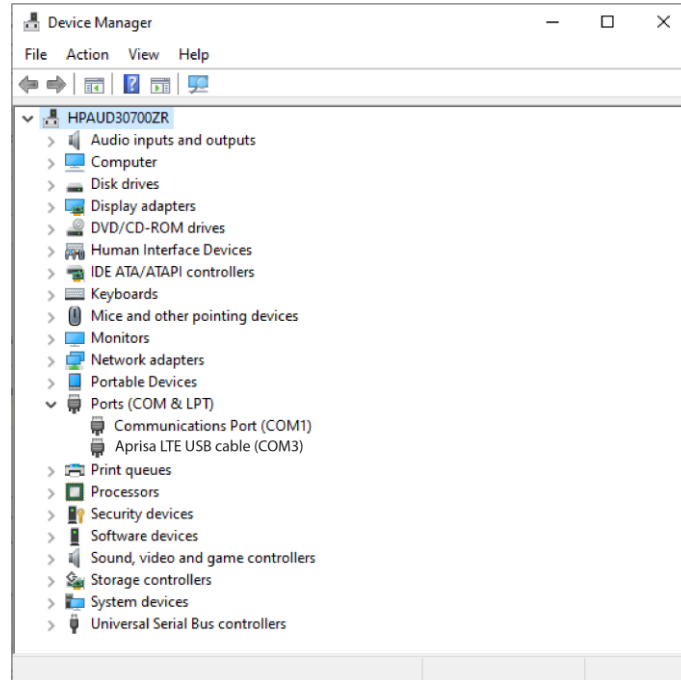 Device Manager
File Action View Help
HPAUD30700ZR
Audio inputs and outputs
Computer
Disk drives
Display adapters
DVD/CD-ROM drives
Human Interface Devices
IDE ATA/ATAPI controllers
Keyboards
Mice and other pointing devices
Monitors
Network adapters
Portable Devices
Ports (COM & LPT)
Communications Port (COM1)
Aprisa LTE USB cable (COM3)
Print queues
Processors
Security devices
Software devices
Sound, video and game controllers
Storage controllers
System devices
Universal Serial Bus controllers